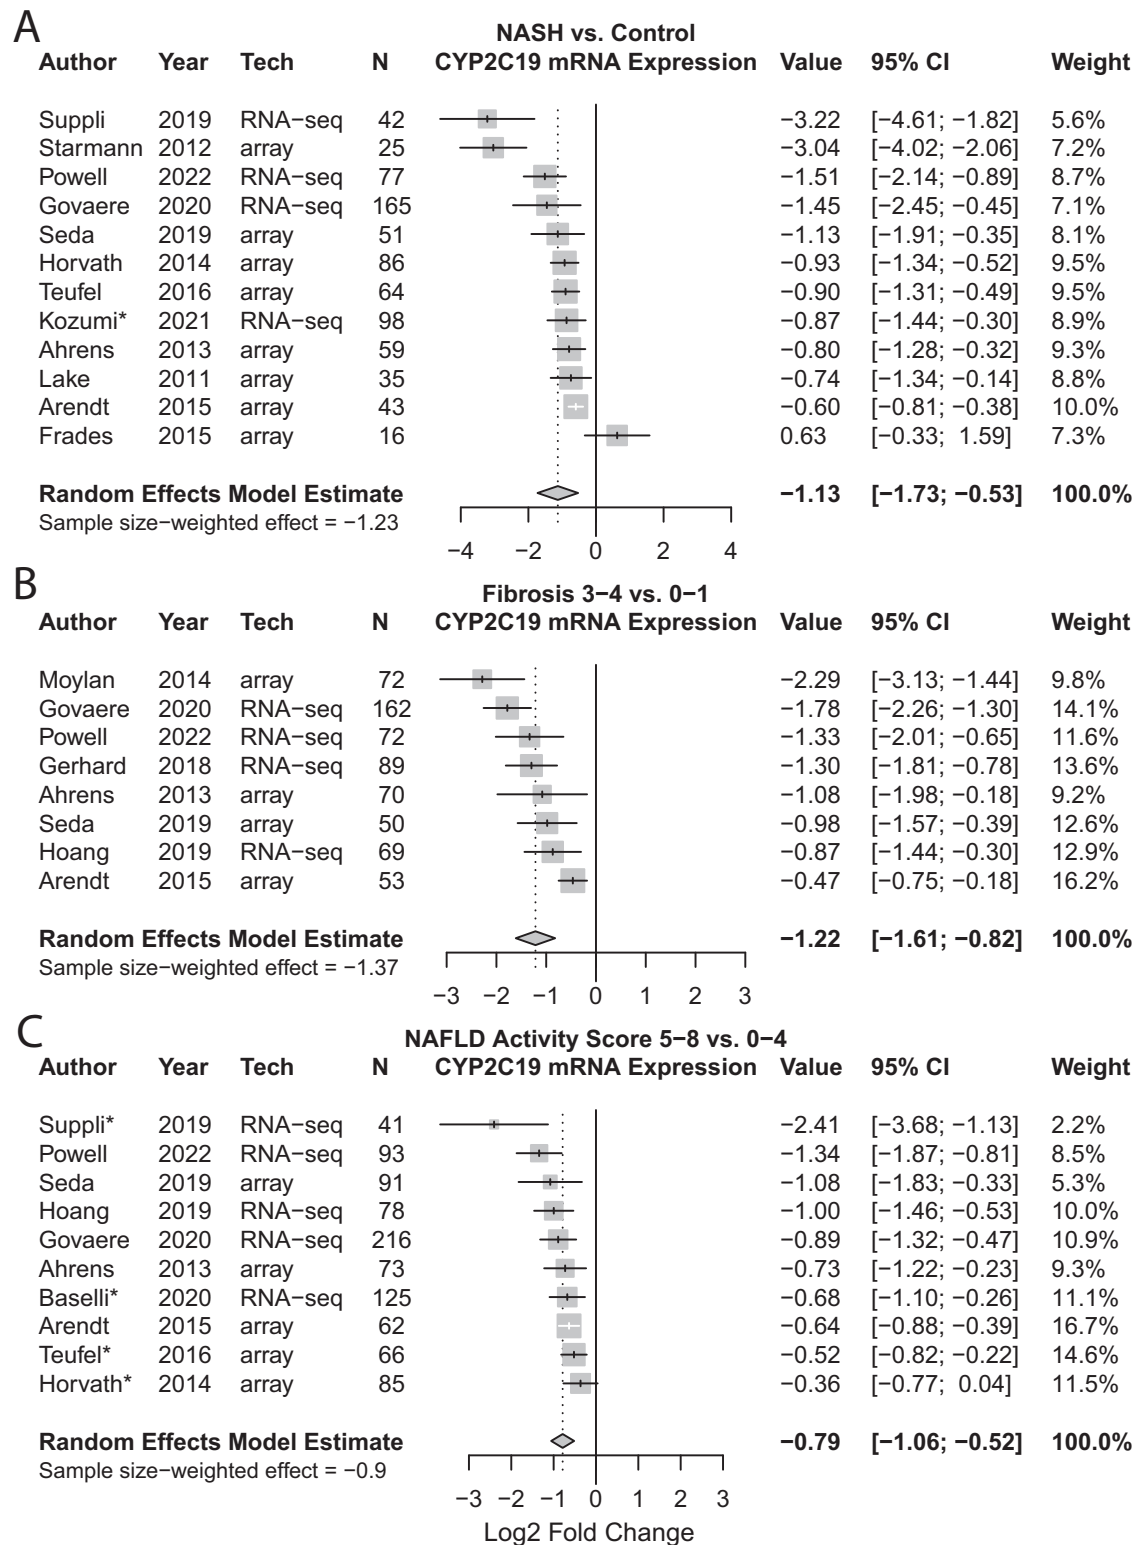 A
NASH vs. Control
Author Year Tech N CYP2C19 mRNA Expression Value 95% CI Weight
Suppli 2019 RNA−seq 42 −3.22 [−4.61; −1.82] 5.6%
Starmann 2012 array 25 −3.04 [−4.02; −2.06] 7.2%
Powell 2022 RNA−seq 77 −1.51 [−2.14; −0.89] 8.7%
Govaere 2020 RNA−seq 165 −1.45 [−2.45; −0.45] 7.1%
Seda 2019 array 51 −1.13 [−1.91; −0.35] 8.1%
Horvath 2014 array 86 −0.93 [−1.34; −0.52] 9.5%
Teufel 2016 array 64 −0.90 [−1.31; −0.49] 9.5%
Kozumi* 2021 RNA−seq 98 −0.87 [−1.44; −0.30] 8.9%
Ahrens 2013 array 59 −0.80 [−1.28; −0.32] 9.3%
Lake 2011 array 35 −0.74 [−1.34; −0.14] 8.8%
Arendt 2015 array 43 −0.60 [−0.81; −0.38] 10.0%
Frades 2015 array 16 0.63 [−0.33; 1.59] 7.3%
Random Effects Model Estimate −1.13 [−1.73; −0.53] 100.0%
Sample size−weighted effect = −1.23
−4 −2 0 2 4
B
Fibrosis 3−4 vs. 0−1
Author Year Tech N CYP2C19 mRNA Expression Value 95% CI Weight
Moylan 2014 array 72 −2.29 [−3.13; −1.44] 9.8%
Govaere 2020 RNA−seq 162 −1.78 [−2.26; −1.30] 14.1%
Powell 2022 RNA−seq 72 −1.33 [−2.01; −0.65] 11.6%
Gerhard 2018 RNA−seq 89 −1.30 [−1.81; −0.78] 13.6%
Ahrens 2013 array 70 −1.08 [−1.98; −0.18] 9.2%
Seda 2019 array 50 −0.98 [−1.57; −0.39] 12.6%
Hoang 2019 RNA−seq 69 −0.87 [−1.44; −0.30] 12.9%
Arendt 2015 array 53 −0.47 [−0.75; −0.18] 16.2%
Random Effects Model Estimate −1.22 [−1.61; −0.82] 100.0%
Sample size−weighted effect = −1.37
−3 −2 −1 0 1 2 3
C
NAFLD Activity Score 5−8 vs. 0−4
Author Year Tech N CYP2C19 mRNA Expression Value 95% CI Weight
Suppli* 2019 RNA−seq 41 −2.41 [−3.68; −1.13] 2.2%
Powell 2022 RNA−seq 93 −1.34 [−1.87; −0.81] 8.5%
Seda 2019 array 91 −1.08 [−1.83; −0.33] 5.3%
Hoang 2019 RNA−seq 78 −1.00 [−1.46; −0.53] 10.0%
Govaere 2020 RNA−seq 216 −0.89 [−1.32; −0.47] 10.9%
Ahrens 2013 array 73 −0.73 [−1.22; −0.23] 9.3%
Baselli* 2020 RNA−seq 125 −0.68 [−1.10; −0.26] 11.1%
Arendt 2015 array 62 −0.64 [−0.88; −0.39] 16.7%
Teufel* 2016 array 66 −0.52 [−0.82; −0.22] 14.6%
Horvath* 2014 array 85 −0.36 [−0.77; 0.04] 11.5%
Random Effects Model Estimate −0.79 [−1.06; −0.52] 100.0%
Sample size−weighted effect = −0.9
−3 −2 −1 0 1 2 3
Log2 Fold Change